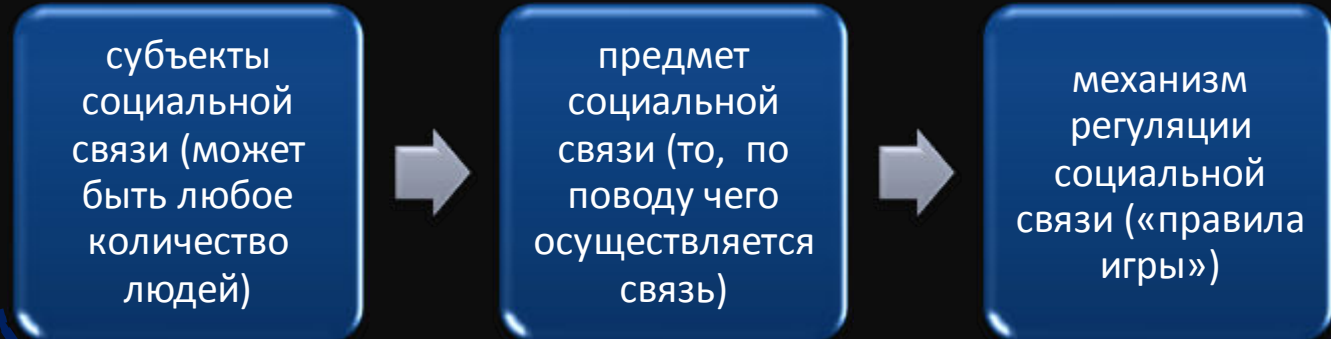 субъекты
социальной
связи (может
быть любое
количество
людей)
предмет
социальной
связи (то,  по
поводу чего
осуществляется
связь)
механизм
регуляции
социальной
связи («правила
игры»)